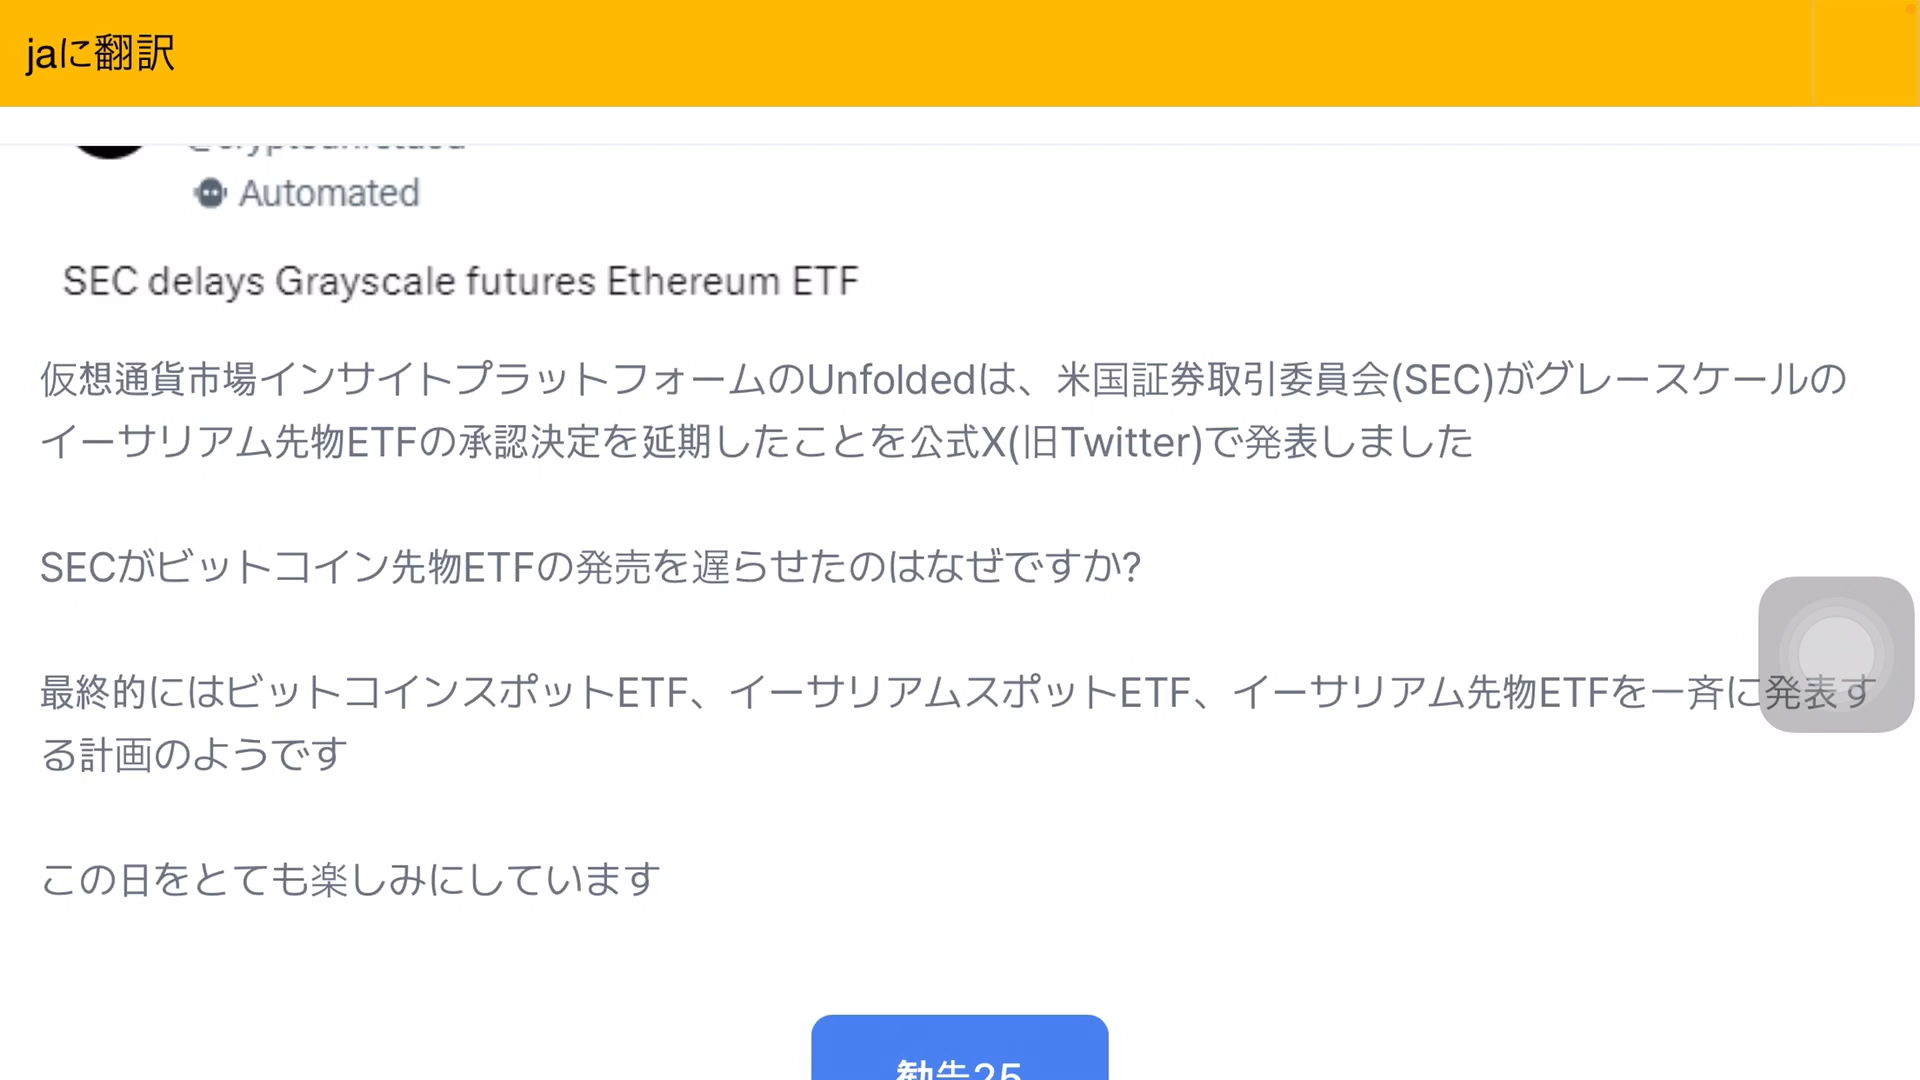 jaに翻訳
Automated
SEC delays Grayscale futures Ethereum ETF
仮想通貨市場インサイトプラットフォームのUnfoldedは、米国証券取引委員会(SEC)がグレースケールの
イーサリアム先物ETFの承認決定を延期したことを公式X(旧Twitter)で発表しました
SECがビットコイン先物ETFの発売を遅らせたのはなぜですか?
最終的にはビットコインスポットETF、イーサリアムスポットETF、イーサリアム先物ETFを一斉に発表す
る計画のようです
この日をとても楽しみにしています
勧告25